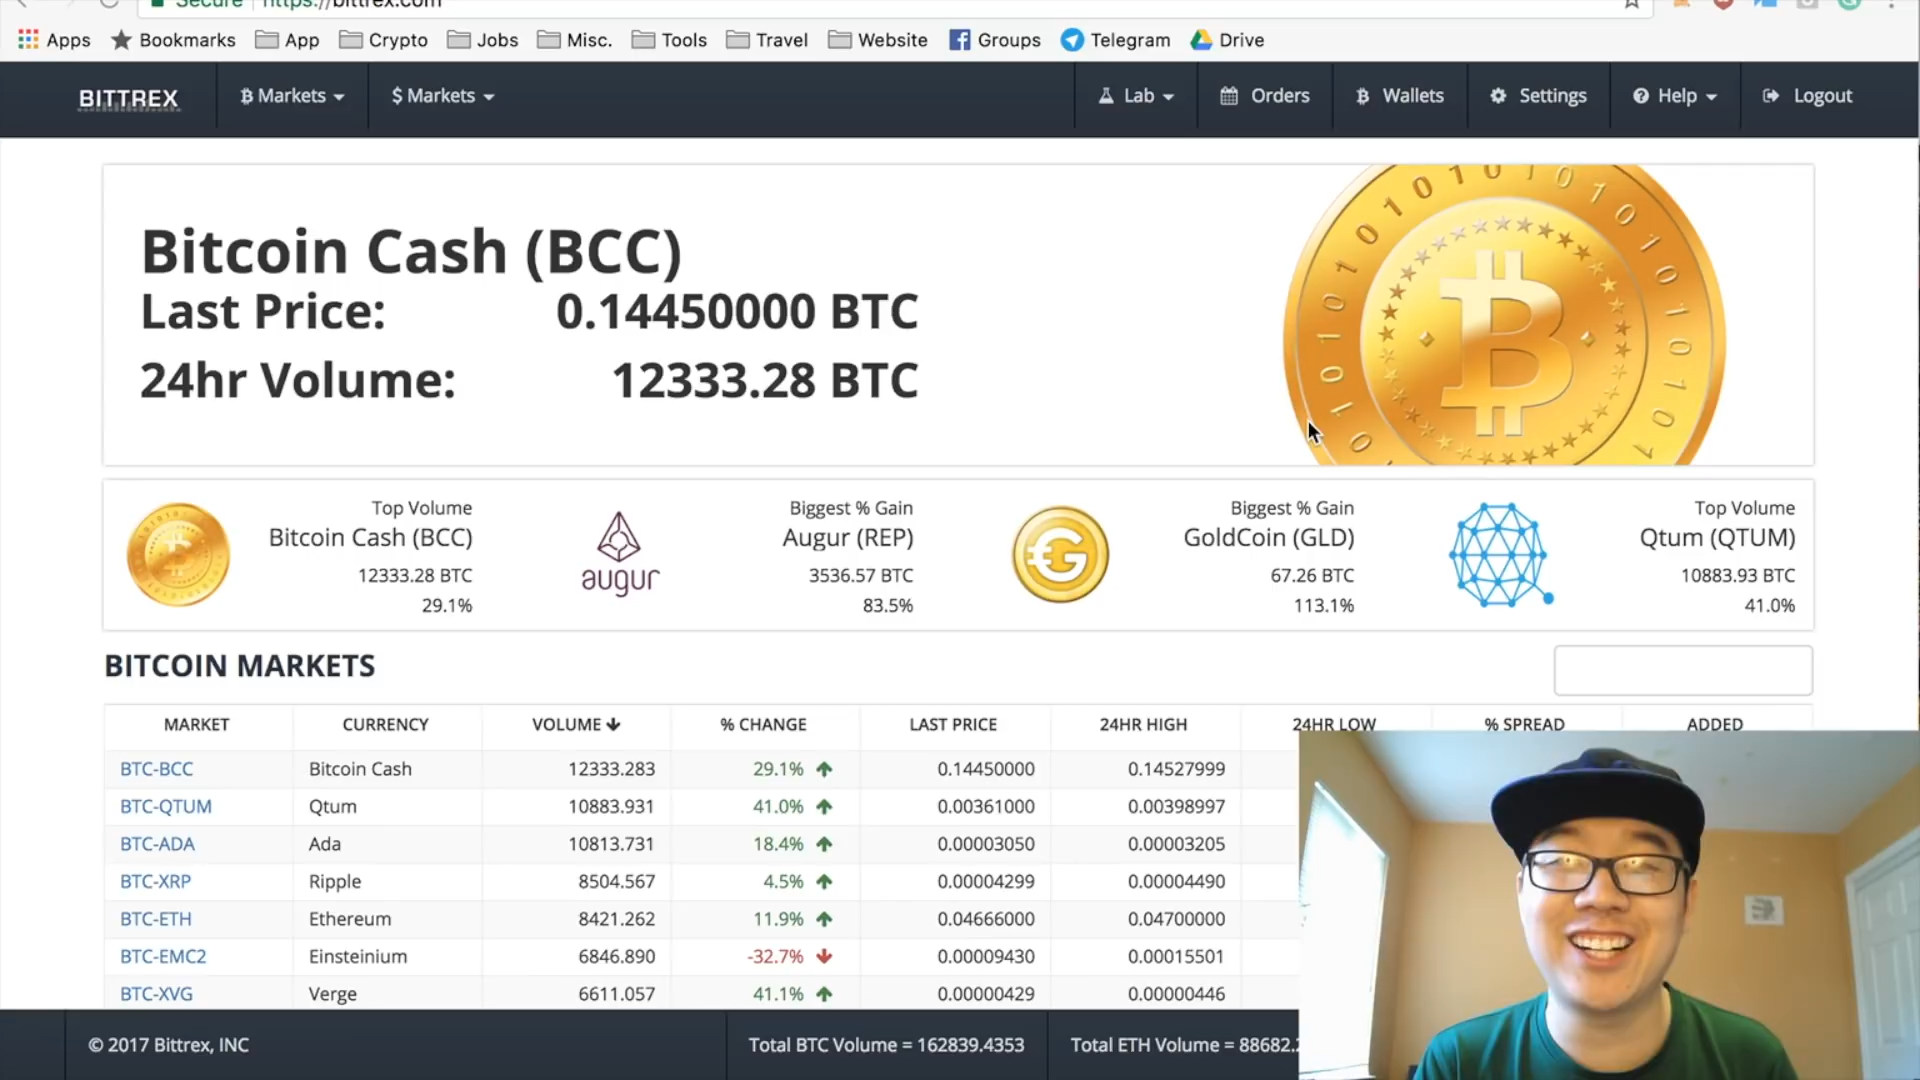 Secure https://bittrex.com
Apps Bookmarks App Crypto Jobs Misc. Tools Travel Website Groups Telegram Drive
BITTREX Ƀ Markets $ Markets Lab Orders Wallets Settings Help Logout
Bitcoin Cash (BCC)
Last Price: 0.14450000 BTC
24hr Volume: 12333.28 BTC
Top Volume
Bitcoin Cash (BCC)
12333.28 BTC
29.1%
augur
Biggest % Gain
Augur (REP)
3536.57 BTC
83.5%
Biggest % Gain
GoldCoin (GLD)
67.26 BTC
113.1%
Top Volume
Qtum (QTUM)
10883.93 BTC
41.0%
BITCOIN MARKETS
MARKET CURRENCY VOLUME % CHANGE LAST PRICE 24HR HIGH 24HR LOW % SPREAD ADDED
BTC-BCC Bitcoin Cash 12333.283 29.1% 0.14450000 0.14527999
BTC-QTUM Qtum 10883.931 41.0% 0.00361000 0.00398997
BTC-ADA Ada 10813.731 18.4% 0.00003050 0.00003205
BTC-XRP Ripple 8504.567 4.5% 0.00004299 0.00004490
BTC-ETH Ethereum 8421.262 11.9% 0.04666000 0.04700000
BTC-EMC2 Einsteinium 6846.890 -32.7% 0.00009430 0.00015501
BTC-XVG Verge 6611.057 41.1% 0.00000429 0.00000446
© 2017 Bittrex, INC Total BTC Volume = 162839.4353 Total ETH Volume = 88682.